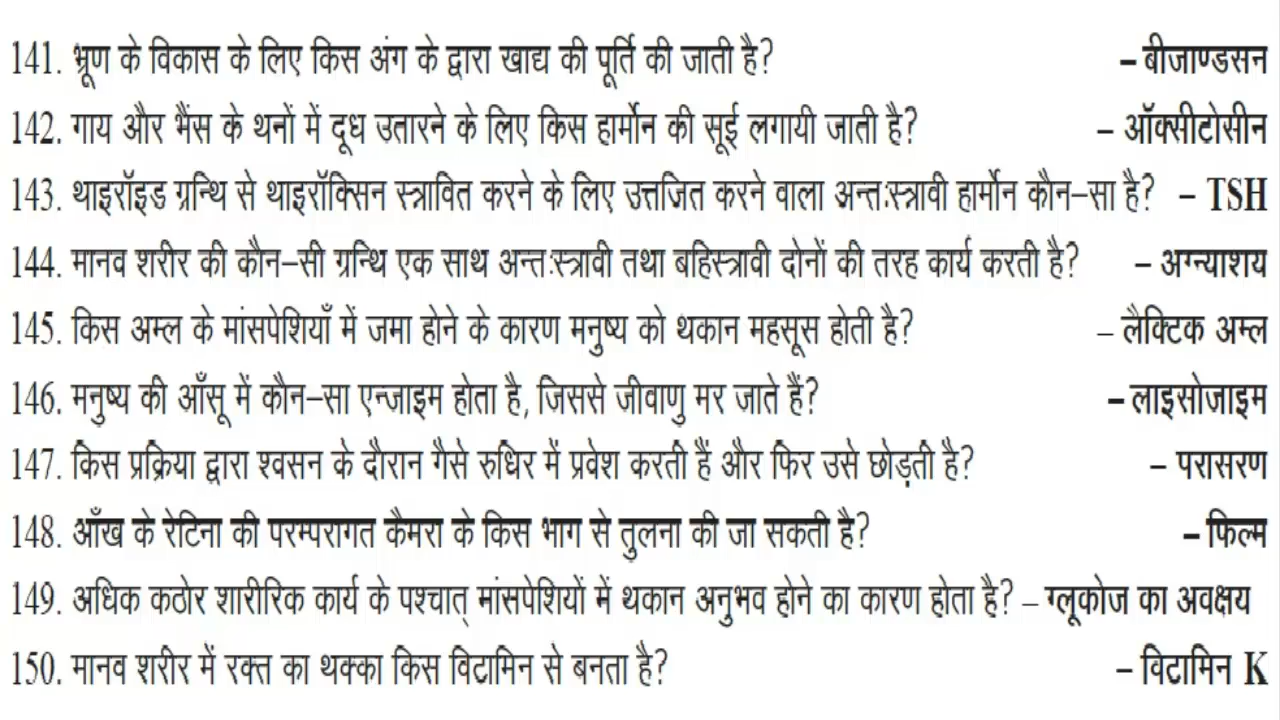 141. भ्रूण के विकास के लिए किस अंग के द्वारा खाद्य की पूर्ति की जाती है? – बीजाण्डसन
142. गाय और भैंस के थनों में दूध उतारने के लिए किस हार्मोन की सूई लगायी जाती है? – ऑक्सीटोसीन
143. थाइरॉइड ग्रन्थि से थाइरॉक्सिन स्त्रावित करने के लिए उत्तजित करने वाला अन्तःस्त्रावी हार्मोन कौन–सा है? – TSH
144. मानव शरीर की कौन–सी ग्रन्थि एक साथ अन्तःस्त्रावी तथा बहिस्त्रावी दोनों की तरह कार्य करती है? – अग्न्याशय
145. किस अम्ल के मांसपेशियाँ में जमा होने के कारण मनुष्य को थकान महसूस होती है? – लैक्टिक अम्ल
146. मनुष्य की आँसू में कौन–सा एन्जाइम होता है, जिससे जीवाणु मर जाते हैं? – लाइसोजाइम
147. किस प्रक्रिया द्वारा श्वसन के दौरान गैसे रुधिर में प्रवेश करती हैं और फिर उसे छोड़ती है? – परासरण
148. आँख के रेटिना की परम्परागत कैमरा के किस भाग से तुलना की जा सकती है? – फिल्म
149. अधिक कठोर शारीरिक कार्य के पश्चात् मांसपेशियों में थकान अनुभव होने का कारण होता है? – ग्लूकोज का अवक्षय
150. मानव शरीर में रक्त का थक्का किस विटामिन से बनता है? – विटामिन K